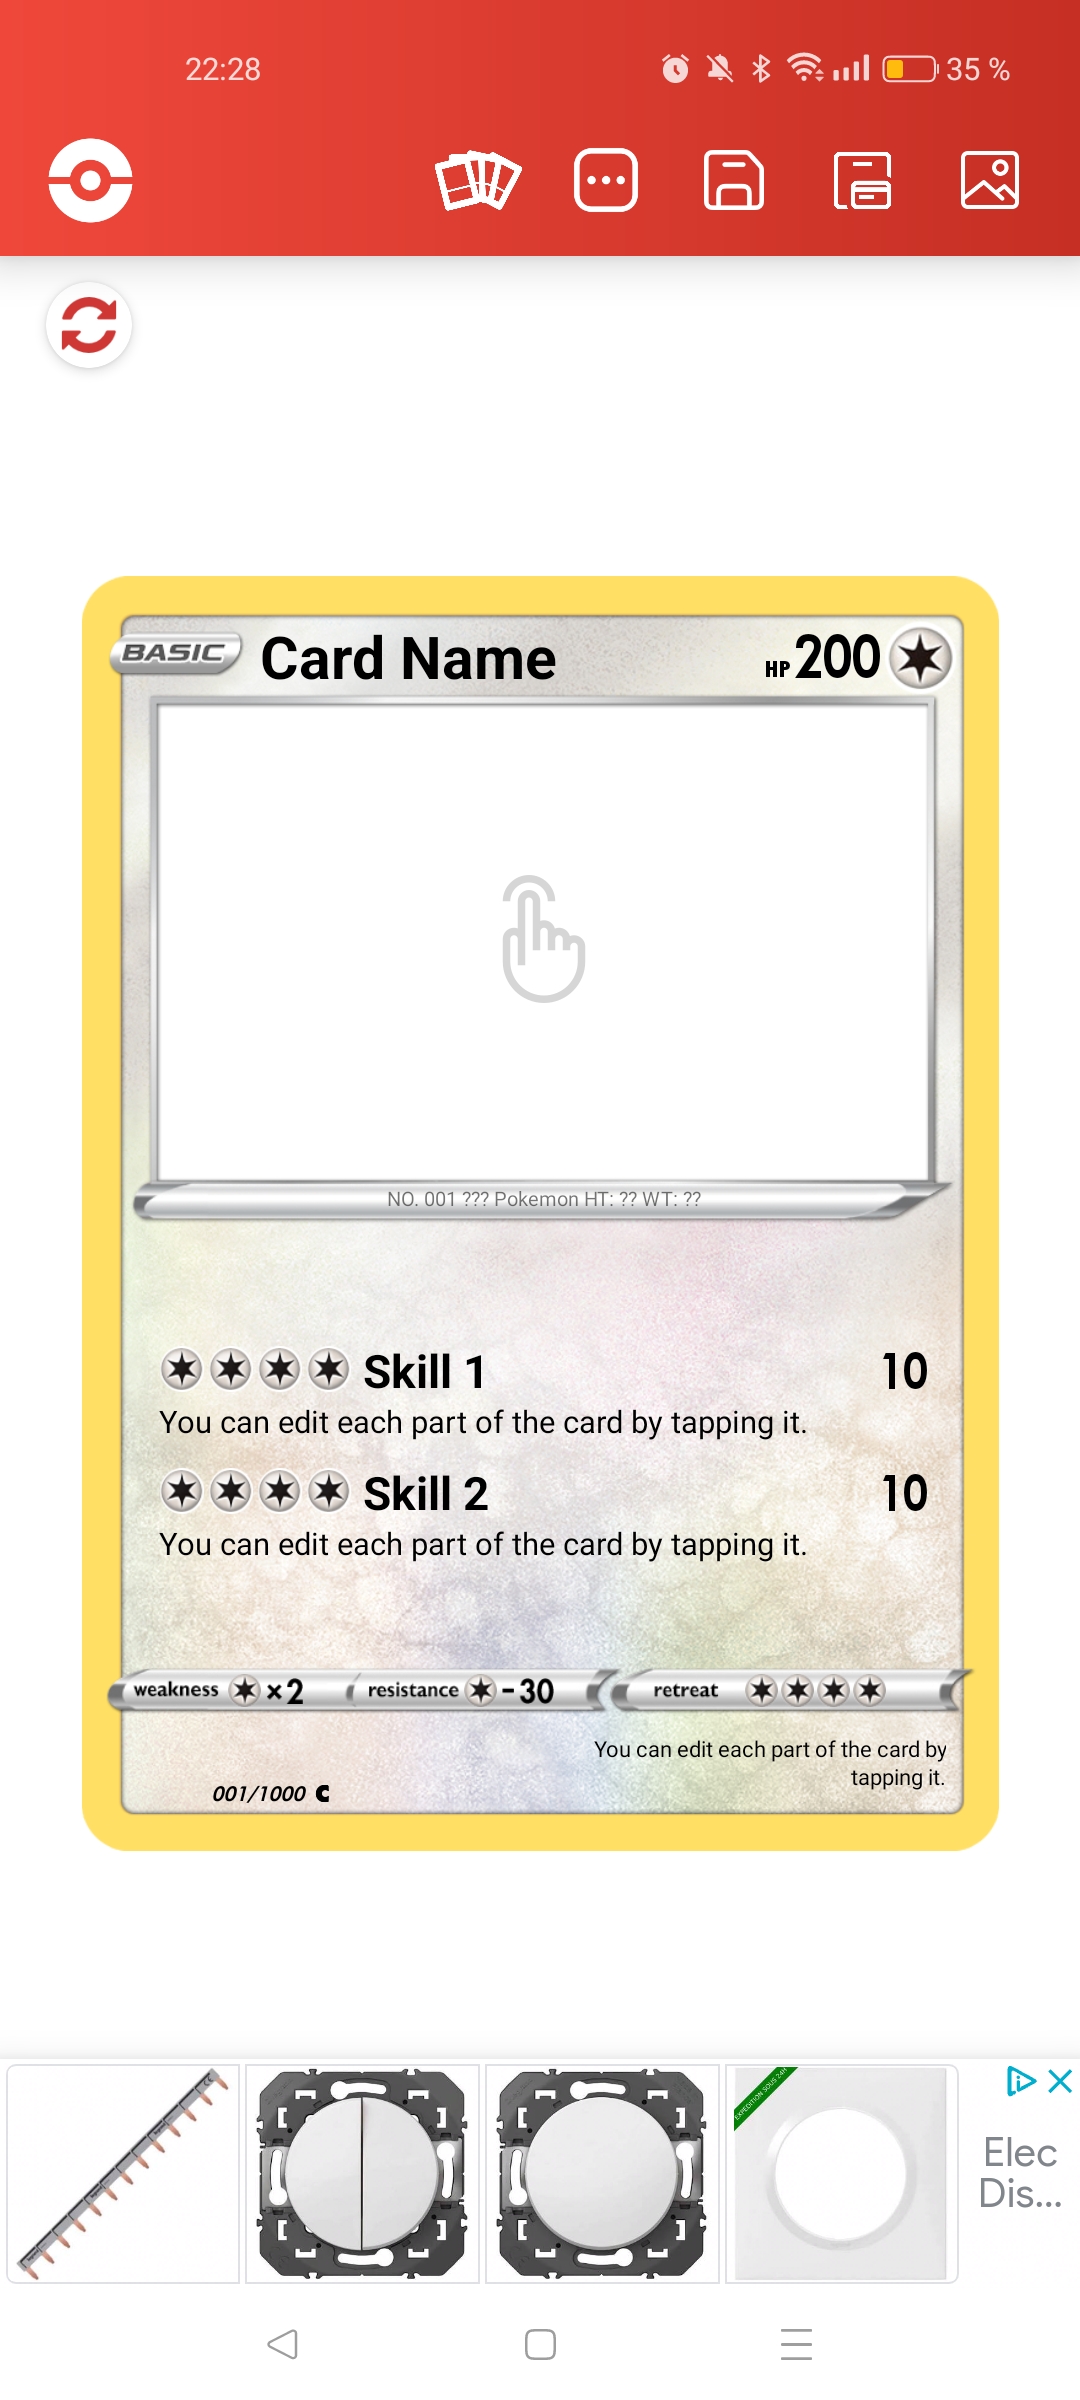 22:28
35 %
BASIC Card Name HP 200
NO. 001 ??? Pokemon HT: ?? WT: ??
Skill 1 10
You can edit each part of the card by tapping it.
Skill 2 10
You can edit each part of the card by tapping it.
weakness ×2 resistance -30 retreat
You can edit each part of the card by
tapping it.
001/1000 C
EXPEDITION SOUS 24H
Elec
Dis...